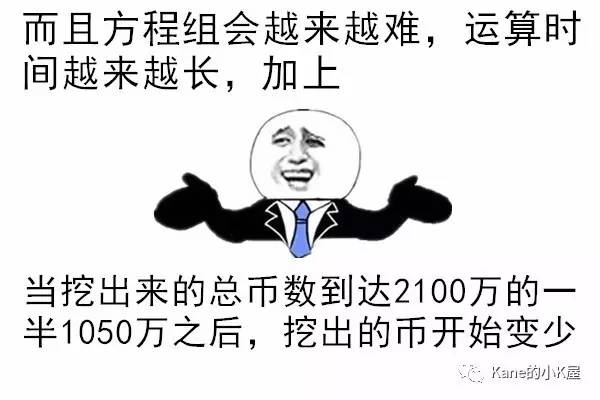 而且方程组会越来越难，运算时
间越来越长，加上
当挖出来的总币数到达2100万的一
半1050万之后，挖出的币开始变少
Kane的小K屋